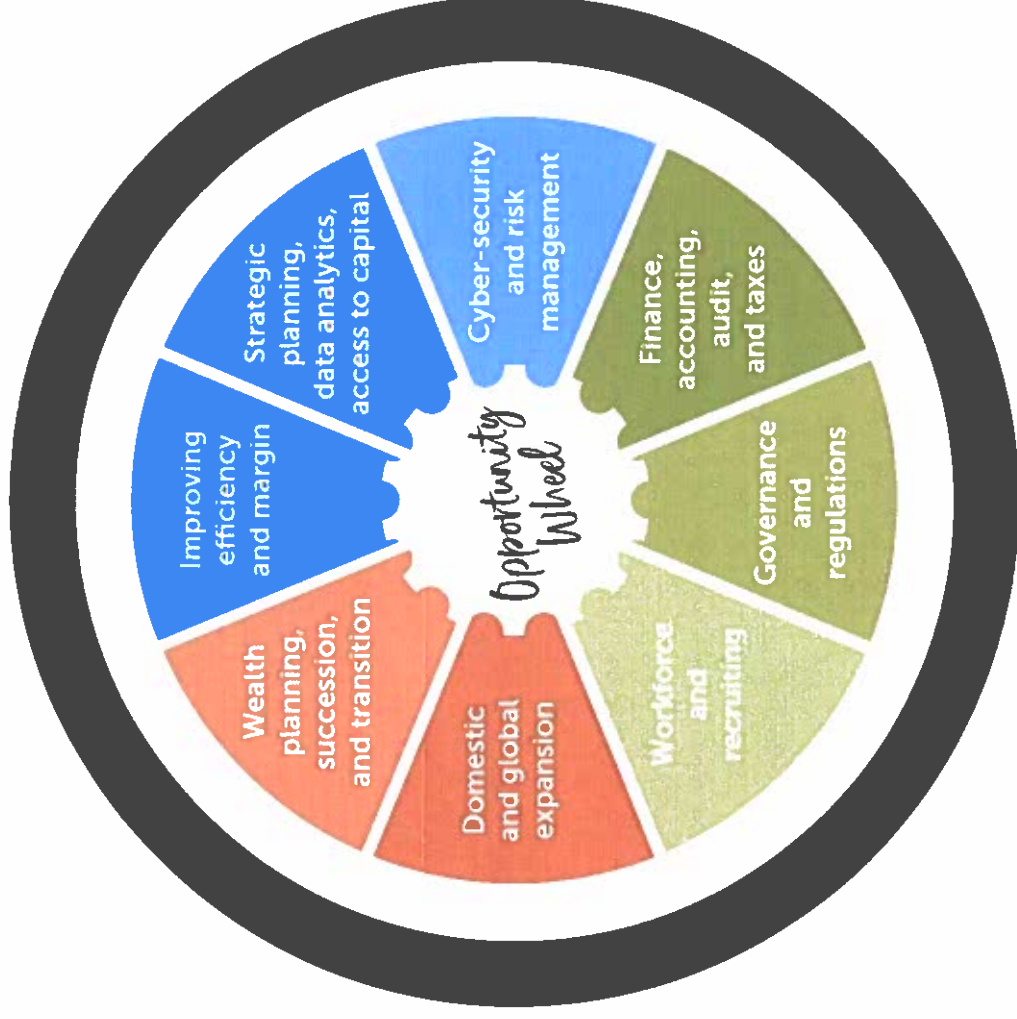 Domestic
and global
expansion
Wealth
planning,
succession,
and transition
Improving
efficiency
and margin
Strategic
planning,
data analytics,
access to capital
Cyber-security
and risk
management
Finance,
accounting,
audit,
and taxes
Governance
and
regulations
Workforce
and
recruiting
Opportunity
Wheel